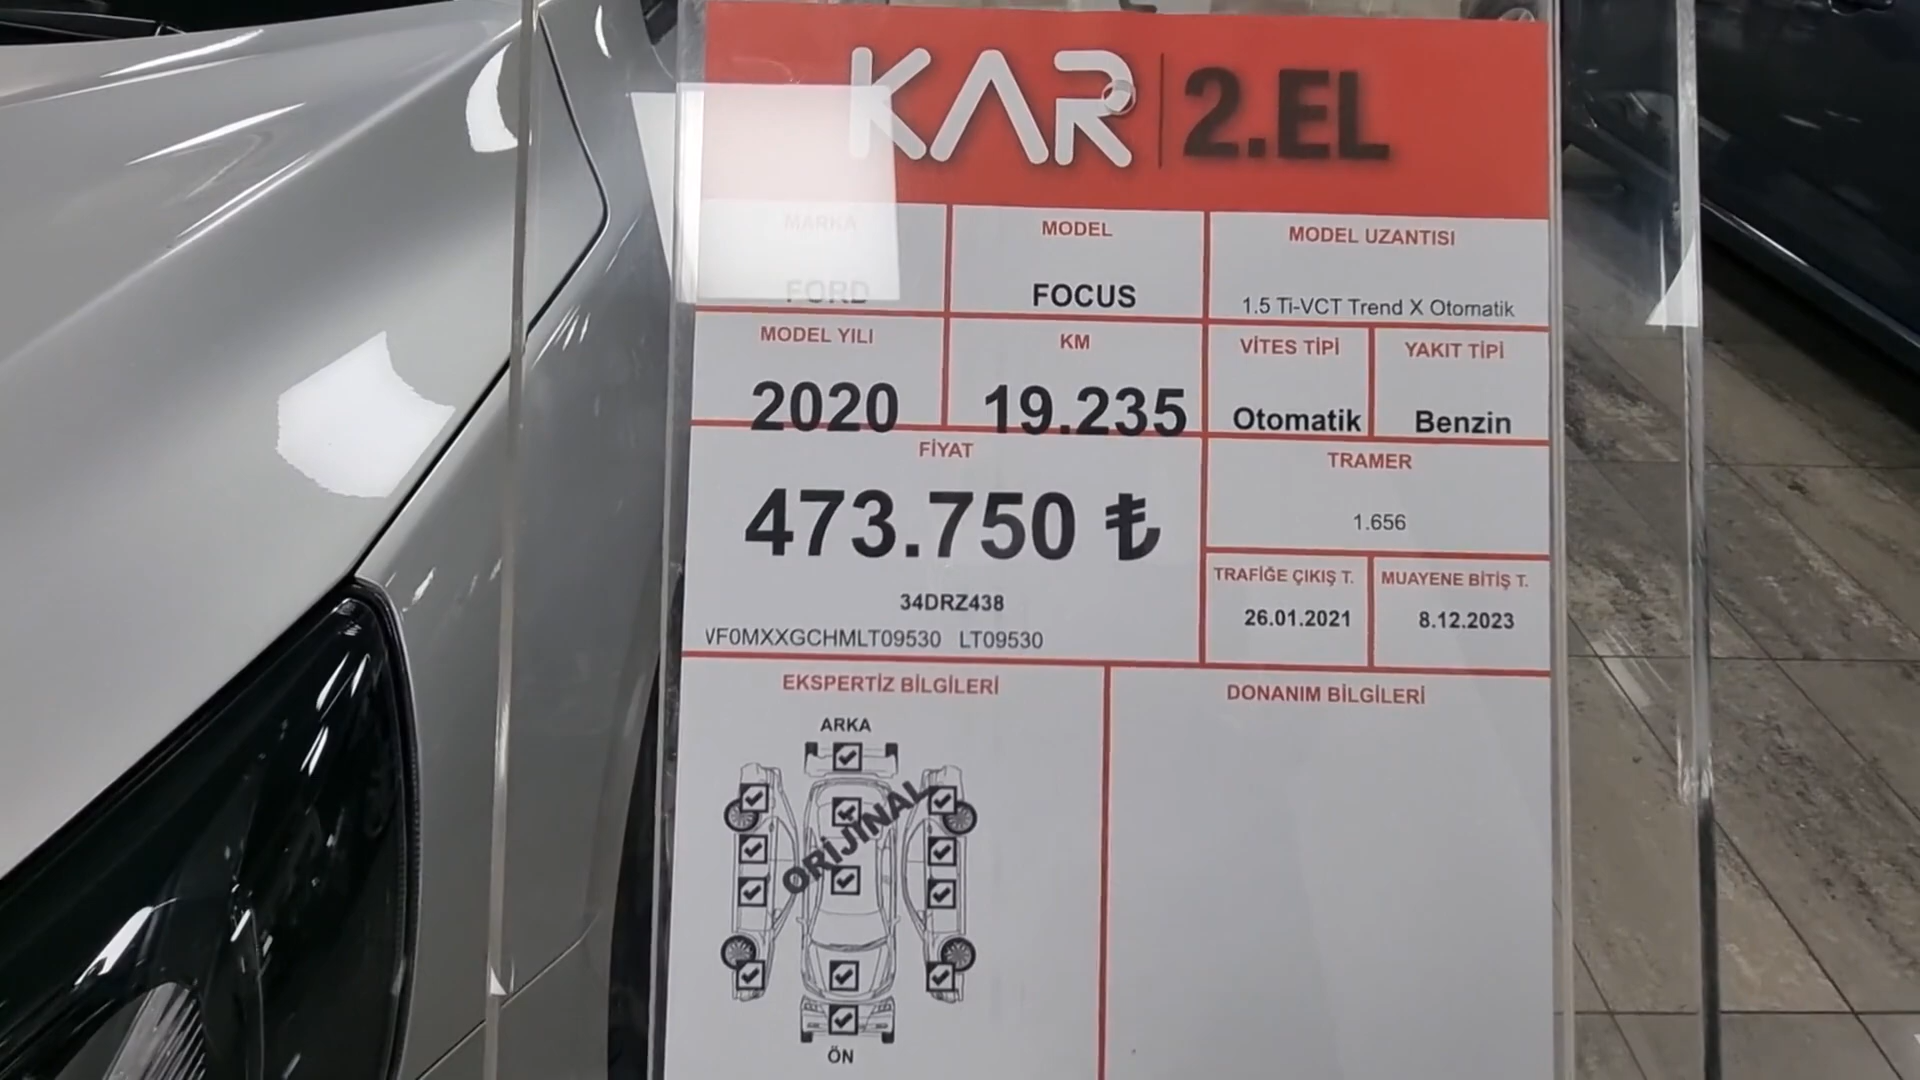 KAR | 2.EL
MARKA
FORD
MODEL
FOCUS
MODEL UZANTISI
1.5 Ti-VCT Trend X Otomatik
MODEL YILI
2020
KM
19.235
VİTES TİPİ
Otomatik
YAKIT TİPİ
Benzin
FİYAT
473.750 ₺
34DRZ438
VF0MXXGCHMLT09530 LT09530
TRAMER
1.656
TRAFİĞE ÇIKIŞ T.
26.01.2021
MUAYENE BİTİŞ T.
8.12.2023
EKSPERTİZ BİLGİLERİ
ARKA
ORİJİNAL
ÖN
DONANIM BİLGİLERİ